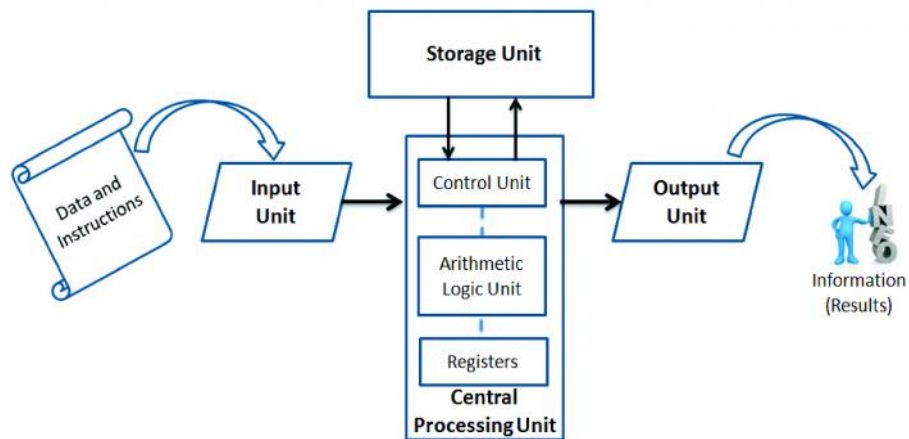 Storage Unit
Data and
Instructions
Input
Unit
Control Unit
Arithmetic
Logic Unit
Registers
Central
Processing Unit
Output
Unit
INFO
Information
(Results)